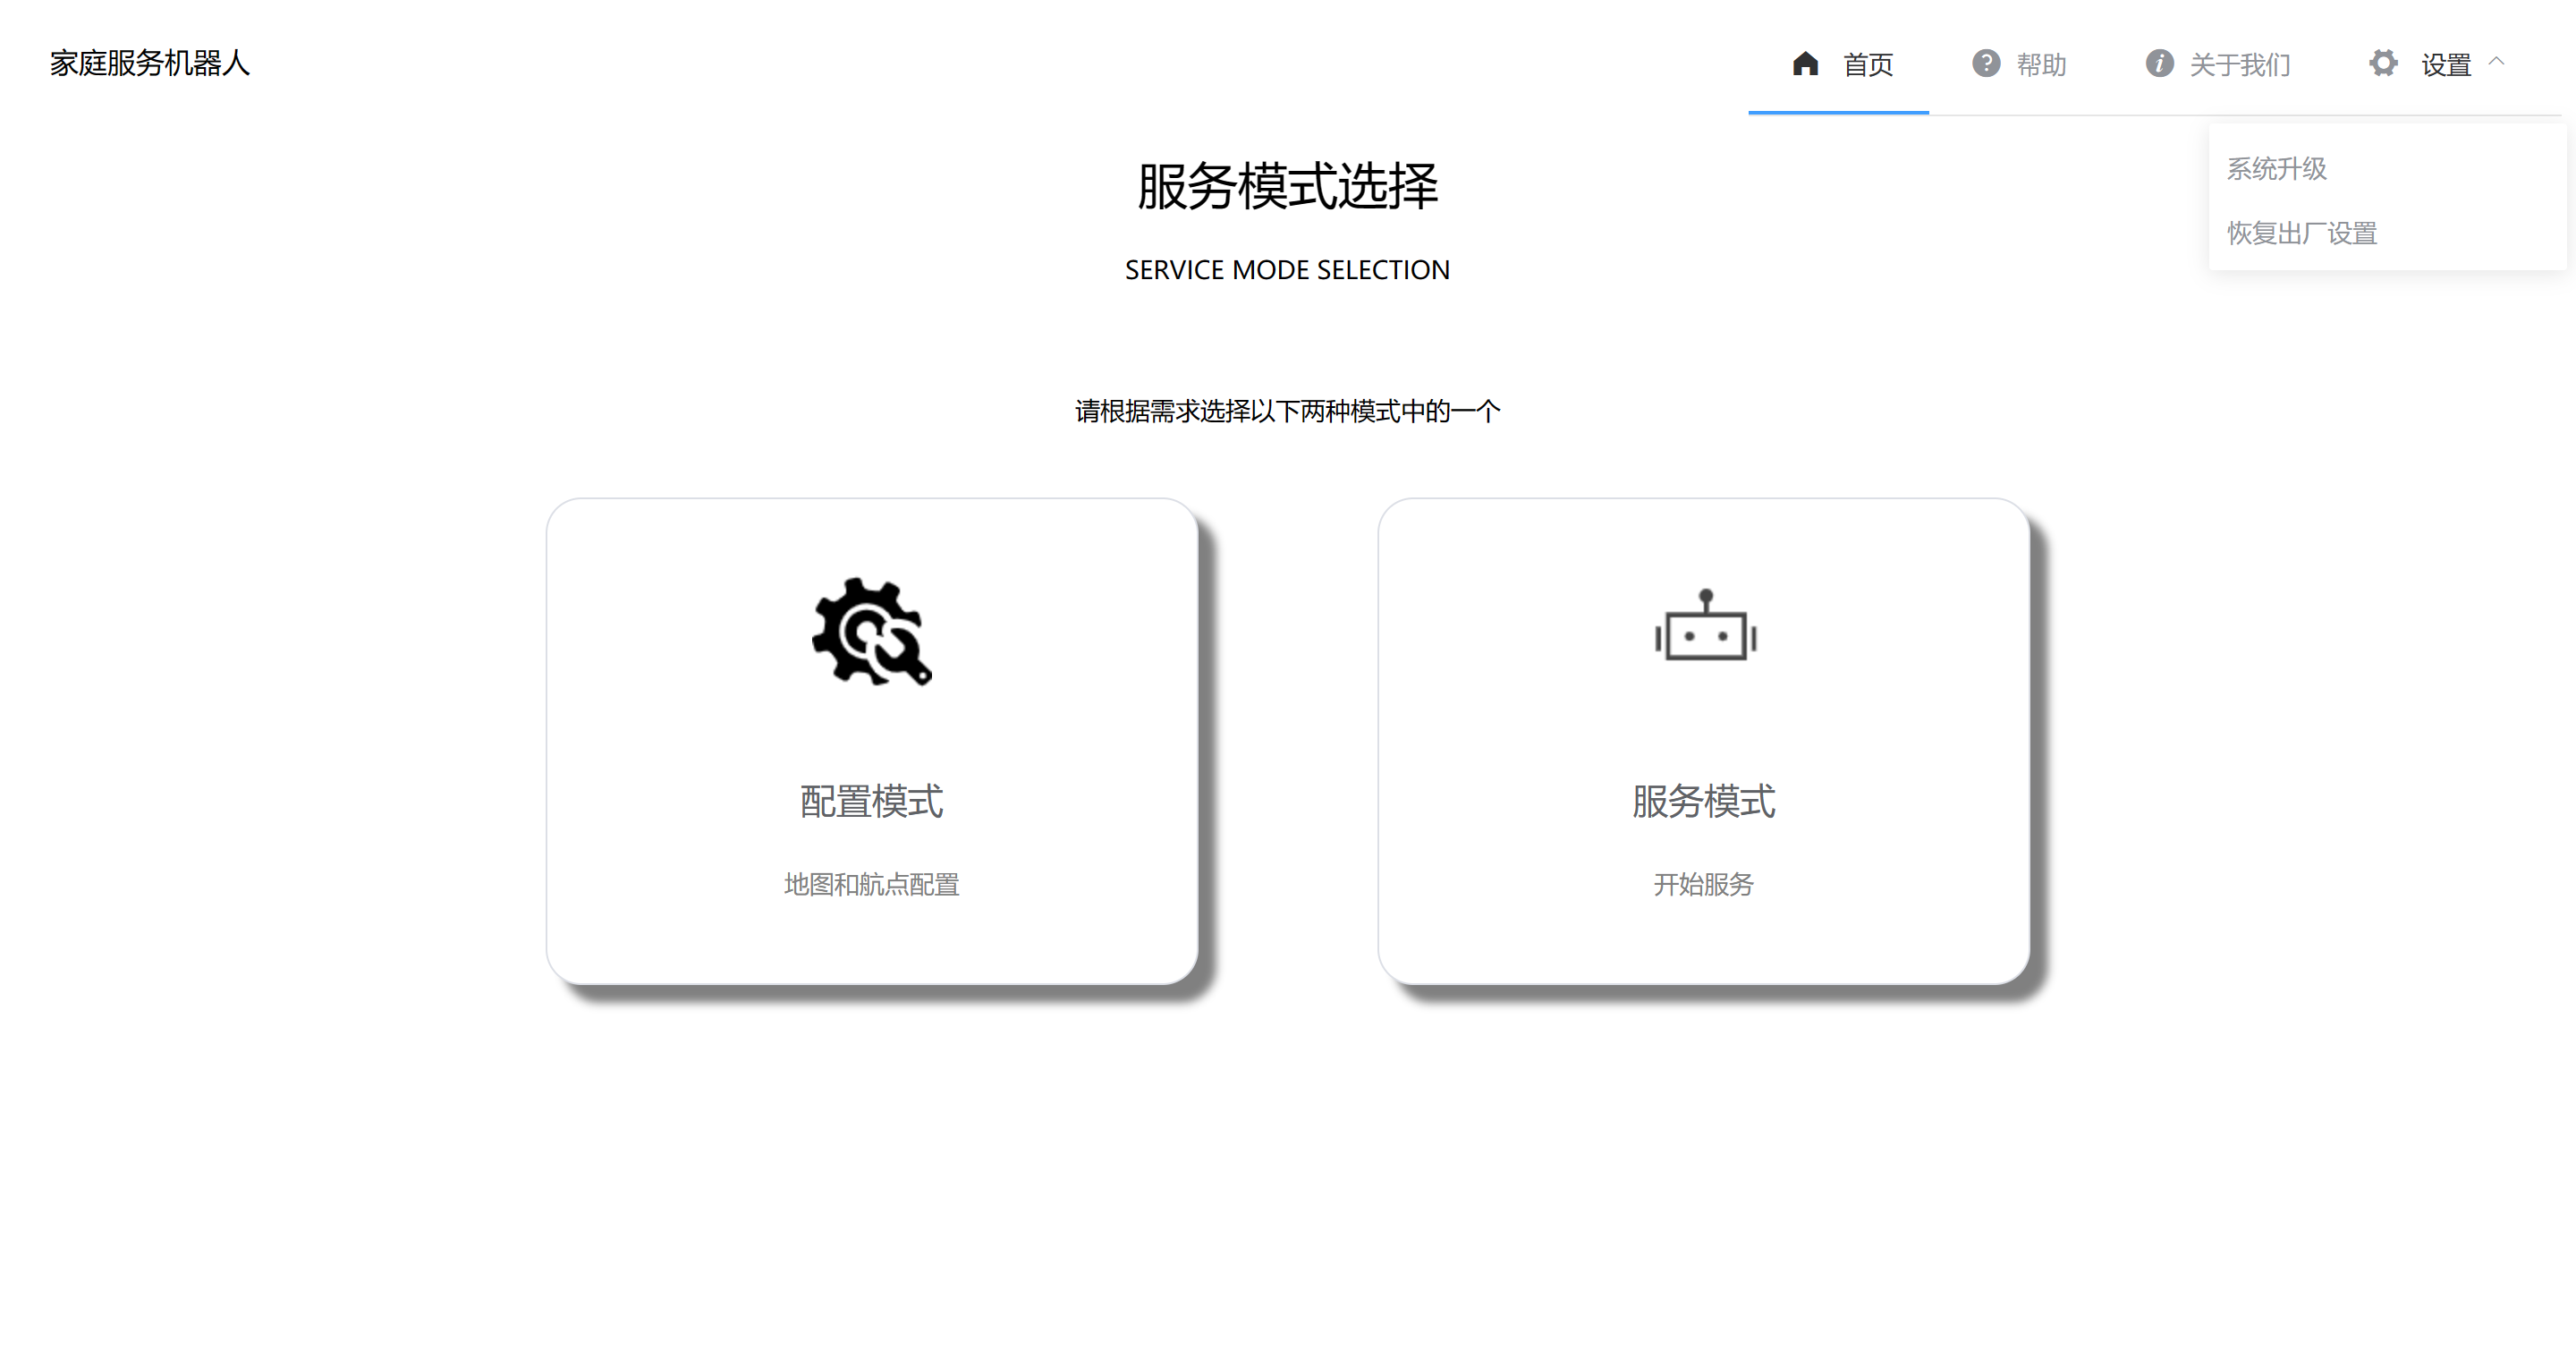 家庭服务机器人
首页 帮助 关于我们 设置
系统升级
恢复出厂设置
服务模式选择
SERVICE MODE SELECTION
请根据需求选择以下两种模式中的一个
配置模式
地图和航点配置
服务模式
开始服务